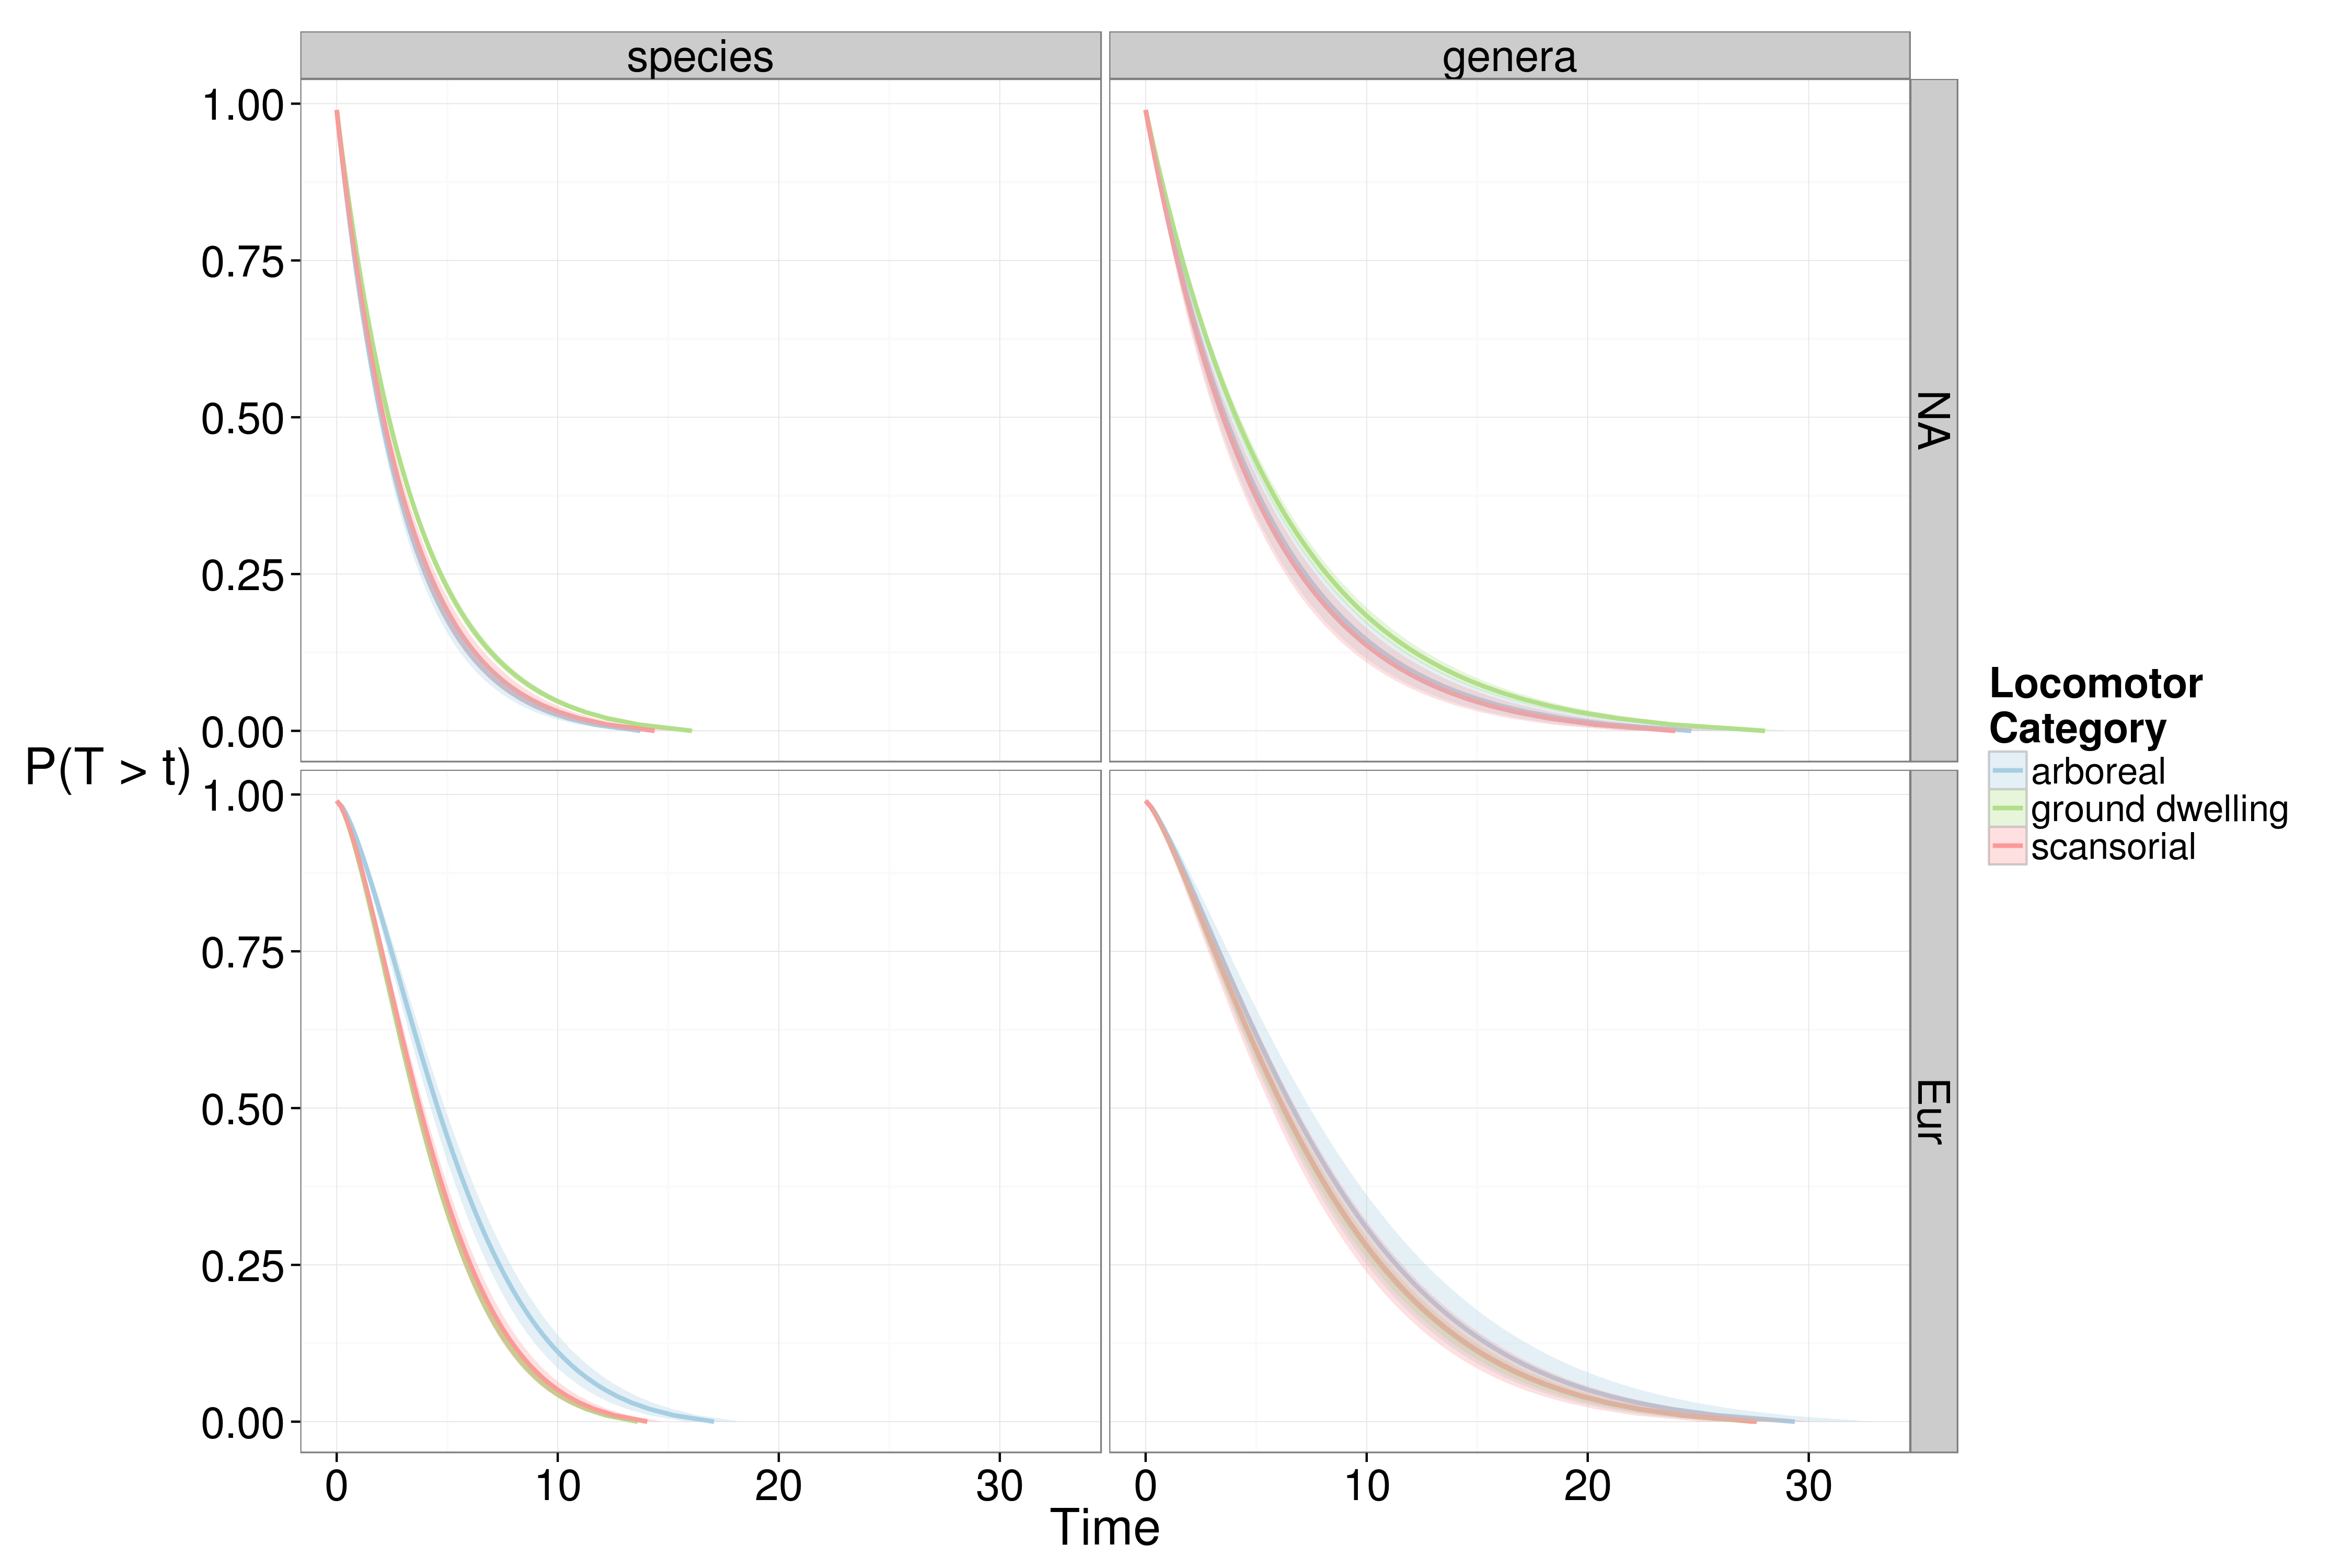 species
genera
1.00
0.75
0.50
0.25
0.00
NA
P(T > t)
1.00
0.75
0.50
0.25
0.00
Eur
0 10 20 30
0 10 20 30
Time
Locomotor
Category
arboreal
ground dwelling
scansorial